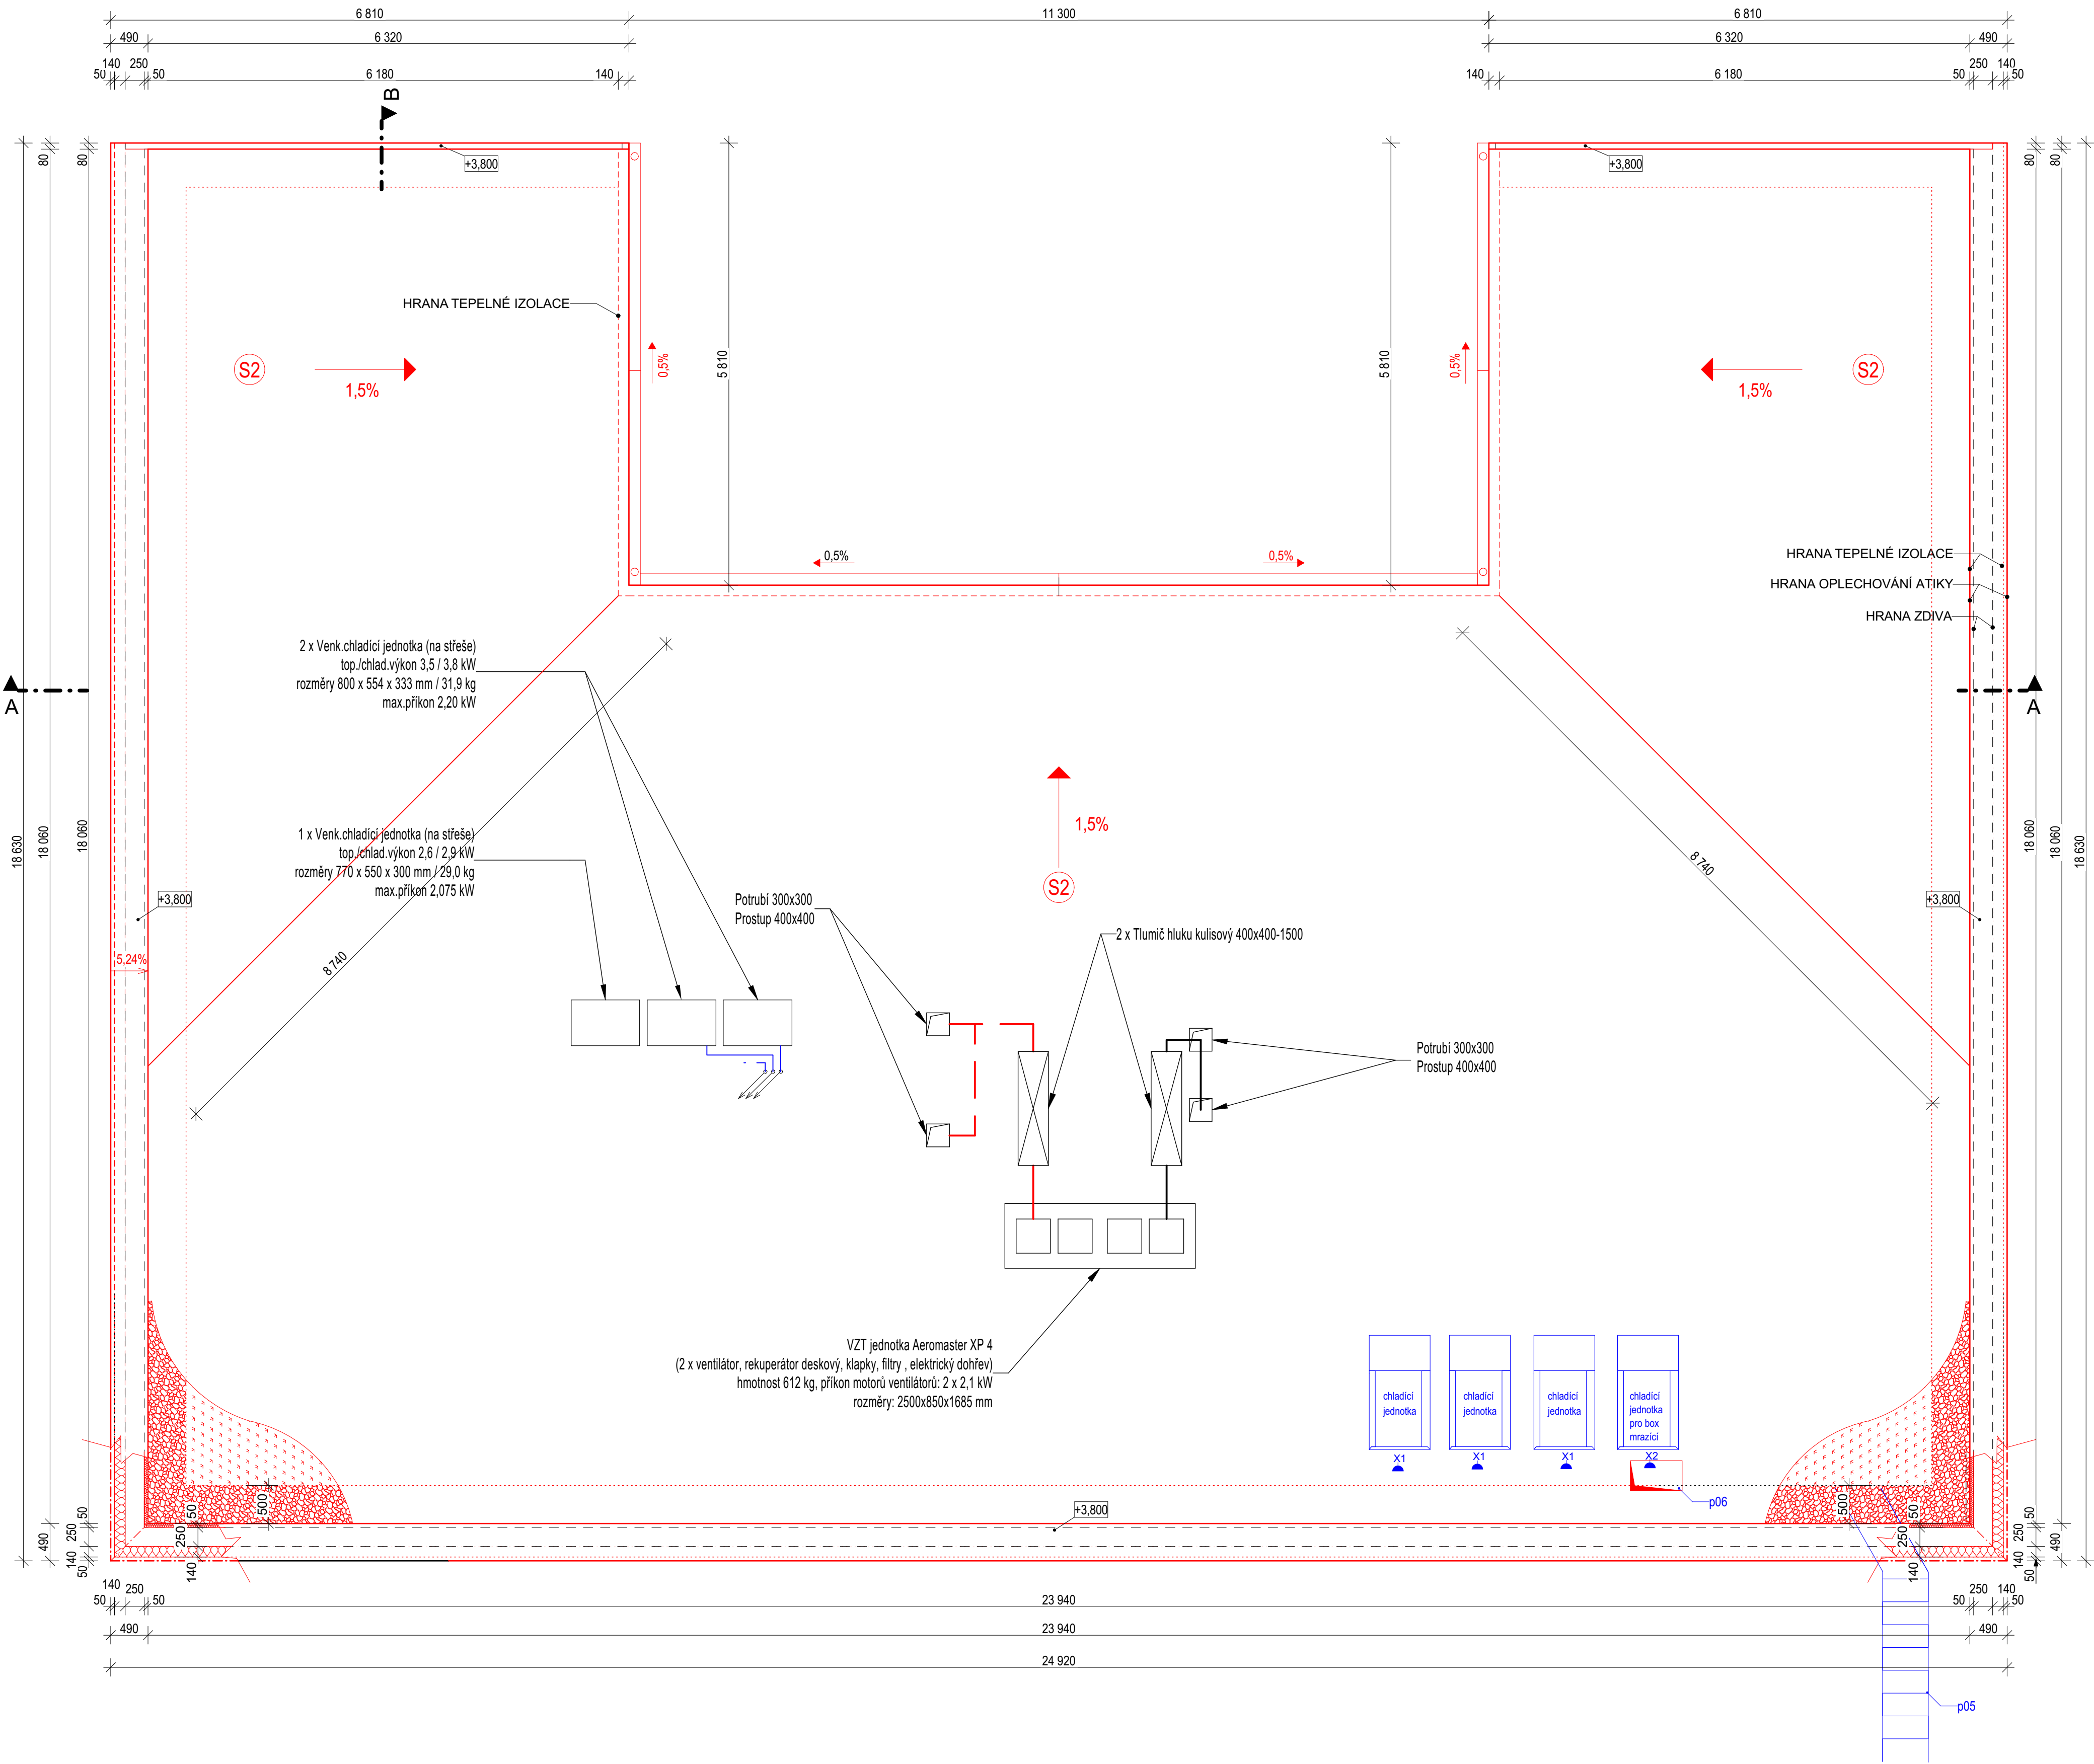 6 810
11 300
6 810
490
6 320
6 320
490
140
250
250
140
50
50
6 180
140
140
6 180
50
50
B
80
80
+3,800
+3,800
80
80
HRANA TEPELNÉ IZOLACE
S2
1,5%
0,5%
5 810
5 810
0,5%
1,5%
S2
0,5%
0,5%
HRANA TEPELNÉ IZOLACE
HRANA OPLECHOVÁNÍ ATIKY
HRANA ZDIVA
2 x Venk.chladící jednotka (na střeše)
top./chlad.výkon 3,5 / 3,8 kW
rozměry 800 x 554 x 333 mm / 31,9 kg
max.příkon 2,20 kW
A
A
1,5%
S2
1 x Venk.chladící jednotka (na střeše)
top./chlad.výkon 2,6 / 2,9 kW
rozměry 770 x 550 x 300 mm / 29,0 kg
max.příkon 2,075 kW
18 630
18 060
18 060
18 060
18 060
18 630
8 740
8 740
+3,800
+3,800
5,24%
Potrubí 300x300
Prostup 400x400
2 x Tlumič hluku kulisový 400x400-1500
Potrubí 300x300
Prostup 400x400
VZT jednotka Aeromaster XP 4
(2 x ventilátor, rekuperátor deskový, klapky, filtry , elektrický dohřev)
hmotnost 612 kg, příkon motorů ventilátorů: 2 x 2,1 kW
rozměry: 2500x850x1685 mm
chladící
jednotka
chladící
jednotka
chladící
jednotka
chladící
jednotka
pro box
mrazící
X1
X1
X1
X2
p06
+3,800
490
50
250
140
50
50
250
140
500
500
50
250
140
50
250
140
50
490
140
250
50
50
23 940
50
250
140
50
490
23 940
490
24 920
p05